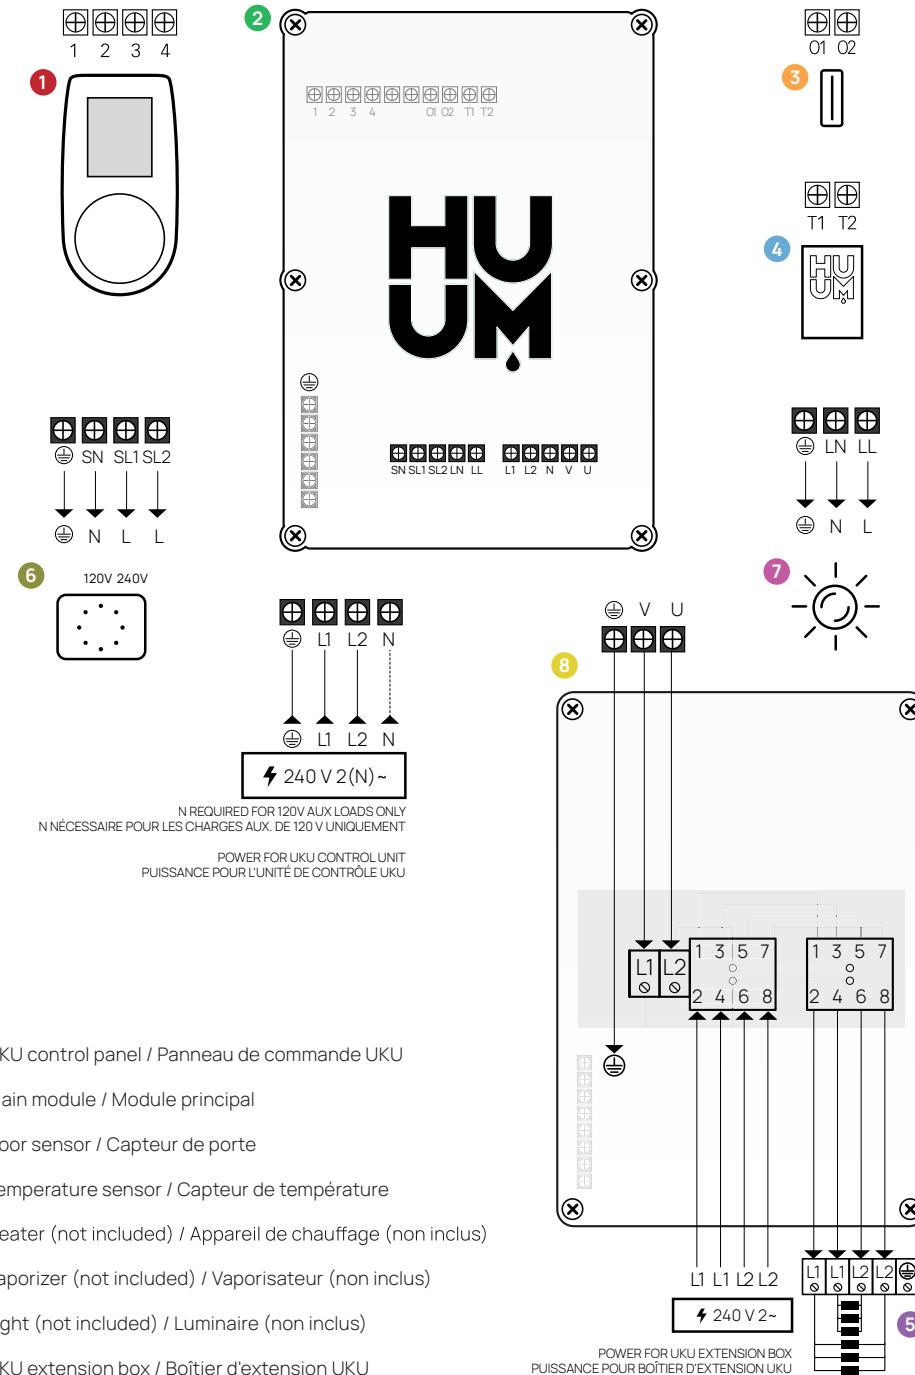 1 2 3 4
1
2
1 2 3 4 O1 O2 T1 T2
HUUM
O1 O2
3
T1 T2
4
HUUM
SN SL1 SL2
N L L
6
120V 240V
SN SL1 SL2 LN LL L1 L2 N V U
LN LL
N L
7
L1 L2 N
L1 L2 N
240 V 2(N)~
N REQUIRED FOR 120V AUX LOADS ONLY
N NÉCESSAIRE POUR LES CHARGES AUX. DE 120 V UNIQUEMENT
POWER FOR UKU CONTROL UNIT
PUISSANCE POUR L'UNITÉ DE CONTRÔLE UKU
V U
8
L1 L2
1 3 5 7
2 4 6 8
1 3 5 7
2 4 6 8
KU control panel / Panneau de commande UKU
ain module / Module principal
oor sensor / Capteur de porte
emperature sensor / Capteur de température
eater (not included) / Appareil de chauffage (non inclus)
aporizer (not included) / Vaporisateur (non inclus)
ght (not included) / Luminaire (non inclus)
KU extension box / Boîtier d'extension UKU
L1 L1 L2 L2
240 V 2~
POWER FOR UKU EXTENSION BOX
PUISSANCE POUR BOÎTIER D'EXTENSION UKU
L1 L1 L2 L2
5